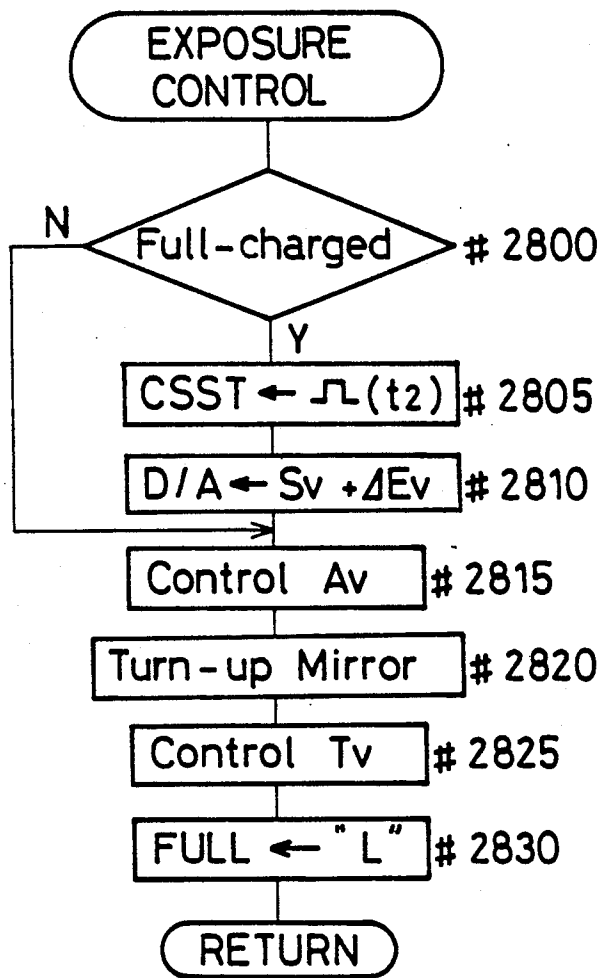 EXPOSURE
CONTROL
N
Full-charged
# 2800
Y
CSST ← ⎍ (t2)
# 2805
D/A ← Sv + ΔEv
# 2810
Control Av
# 2815
Turn-up Mirror
# 2820
Control Tv
# 2825
FULL ← "L"
# 2830
RETURN